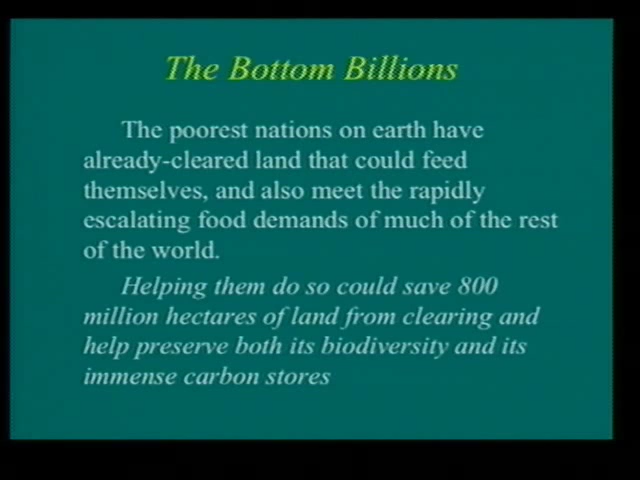 The Bottom Billions
The poorest nations on earth have
already-cleared land that could feed
themselves, and also meet the rapidly
escalating food demands of much of the rest
of the world.
Helping them do so could save 800
million hectares of land from clearing and
help preserve both its biodiversity and its
immense carbon stores